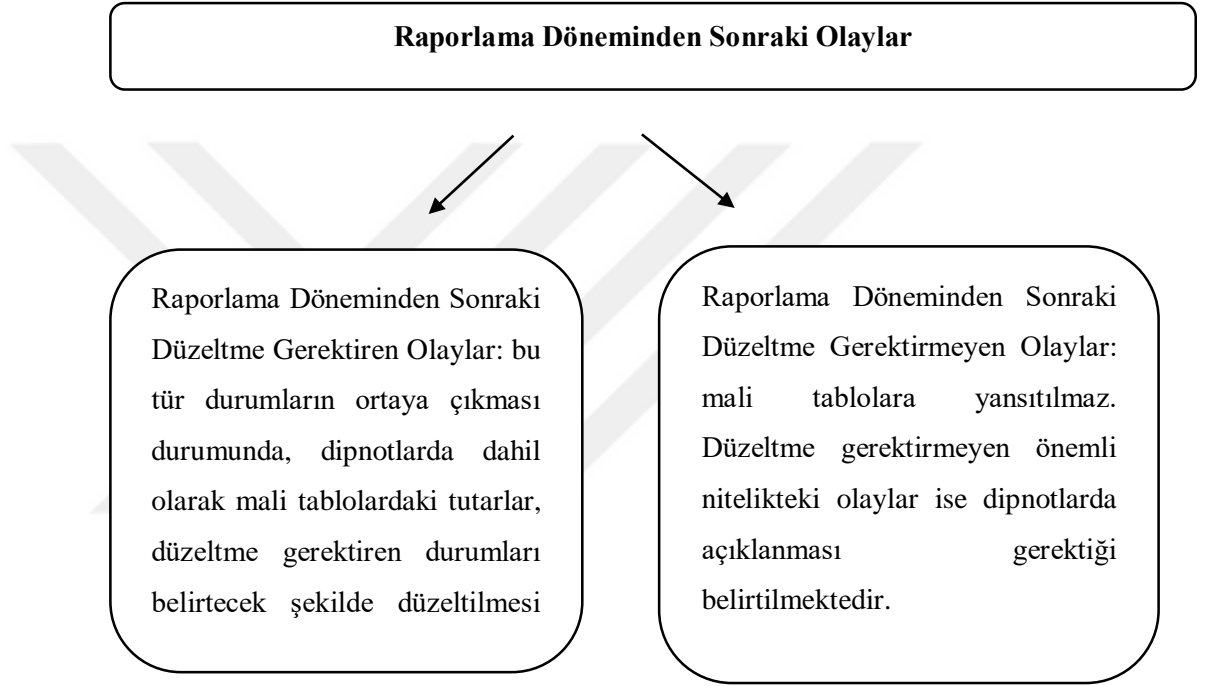 Raporlama Döneminden Sonraki Olaylar
Raporlama Döneminden Sonraki
Düzeltme Gerektiren Olaylar: bu
tür durumların ortaya çıkması
durumunda, dipnotlarda dahil
olarak mali tablolardaki tutarlar,
düzeltme gerektiren durumları
belirtecek şekilde düzeltilmesi
Raporlama Döneminden Sonraki
Düzeltme Gerektirmeyen Olaylar:
mali tablolara yansıtılmaz.
Düzeltme gerektirmeyen önemli
nitelikteki olaylar ise dipnotlarda
açıklanması gerektiği
belirtilmektedir.